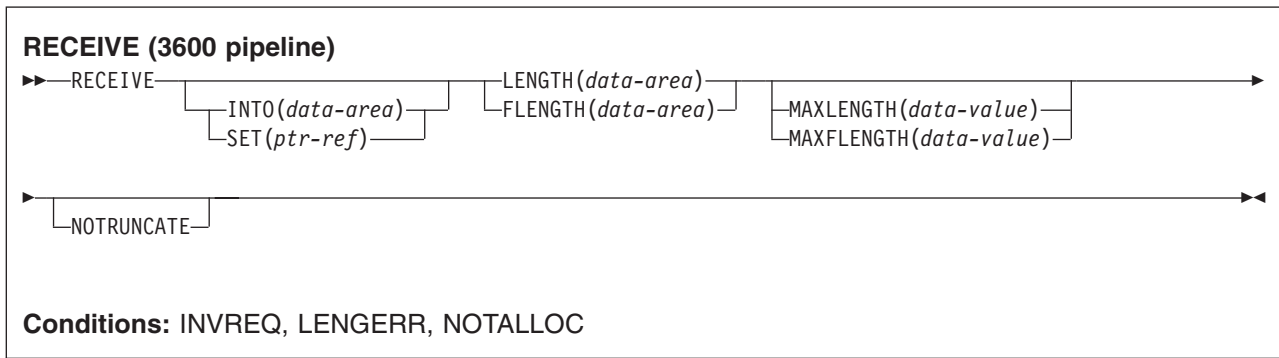 RECEIVE (3600 pipeline)
RECEIVE LENGTH(data-area)
INTO(data-area) FLENGTH(data-area) MAXLENGTH(data-value)
SET(ptr-ref) MAXFLENGTH(data-value)
NOTRUNCATE
Conditions: INVREQ, LENGERR, NOTALLOC